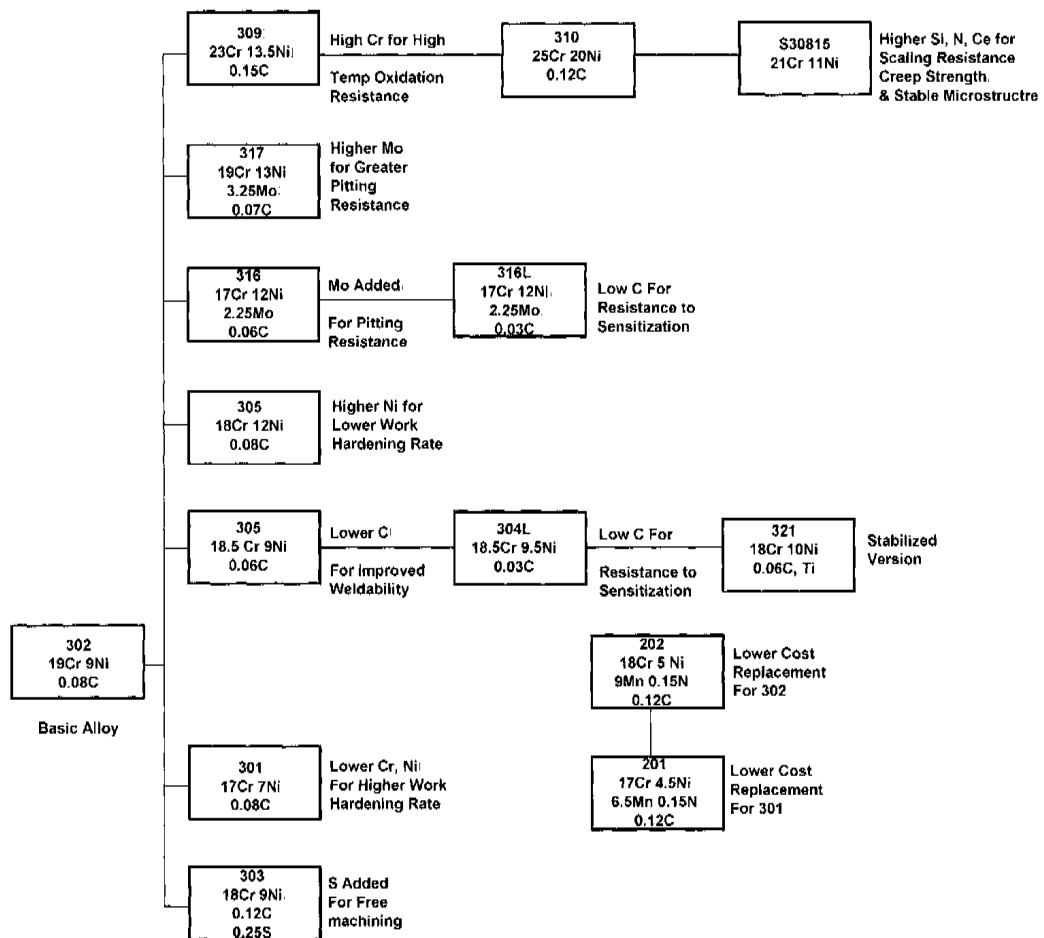 309
23Cr 13.5Ni
0.15C
High Cr for High
Temp Oxidation
Resistance
310
25Cr 20Ni
0.12C
S30815
21Cr 11Ni
Higher Si, N, Ce for
Scaling Resistance
Creep Strength
& Stable Microstructre
317
19Cr 13Ni
3.25Mo
0.07C
Higher Mo
for Greater
Pitting
Resistance
316
17Cr 12Ni
2.25Mo
0.06C
Mo Added
For Pitting
Resistance
316L
17Cr 12Ni
2.25Mo
0.03C
Low C For
Resistance to
Sensitization
305
18Cr 12Ni
0.08C
Higher Ni for
Lower Work
Hardening Rate
305
18.5 Cr 9Ni
0.06C
Lower C
For Improved
Weldability
304L
18.5Cr 9.5Ni
0.03C
Low C For
Resistance to
Sensitization
321
18Cr 10Ni
0.06C, Ti
Stabilized
Version
302
19Cr 9Ni
0.08C
Basic Alloy
202
18Cr 5 Ni
9Mn 0.15N
0.12C
Lower Cost
Replacement
For 302
301
17Cr 7Ni
0.08C
Lower Cr, Ni
For Higher Work
Hardening Rate
201
17Cr 4.5Ni
6.5Mn 0.15N
0.12C
Lower Cost
Replacement
For 301
303
18Cr 9Ni
0.12C
0.25S
S Added
For Free
machining